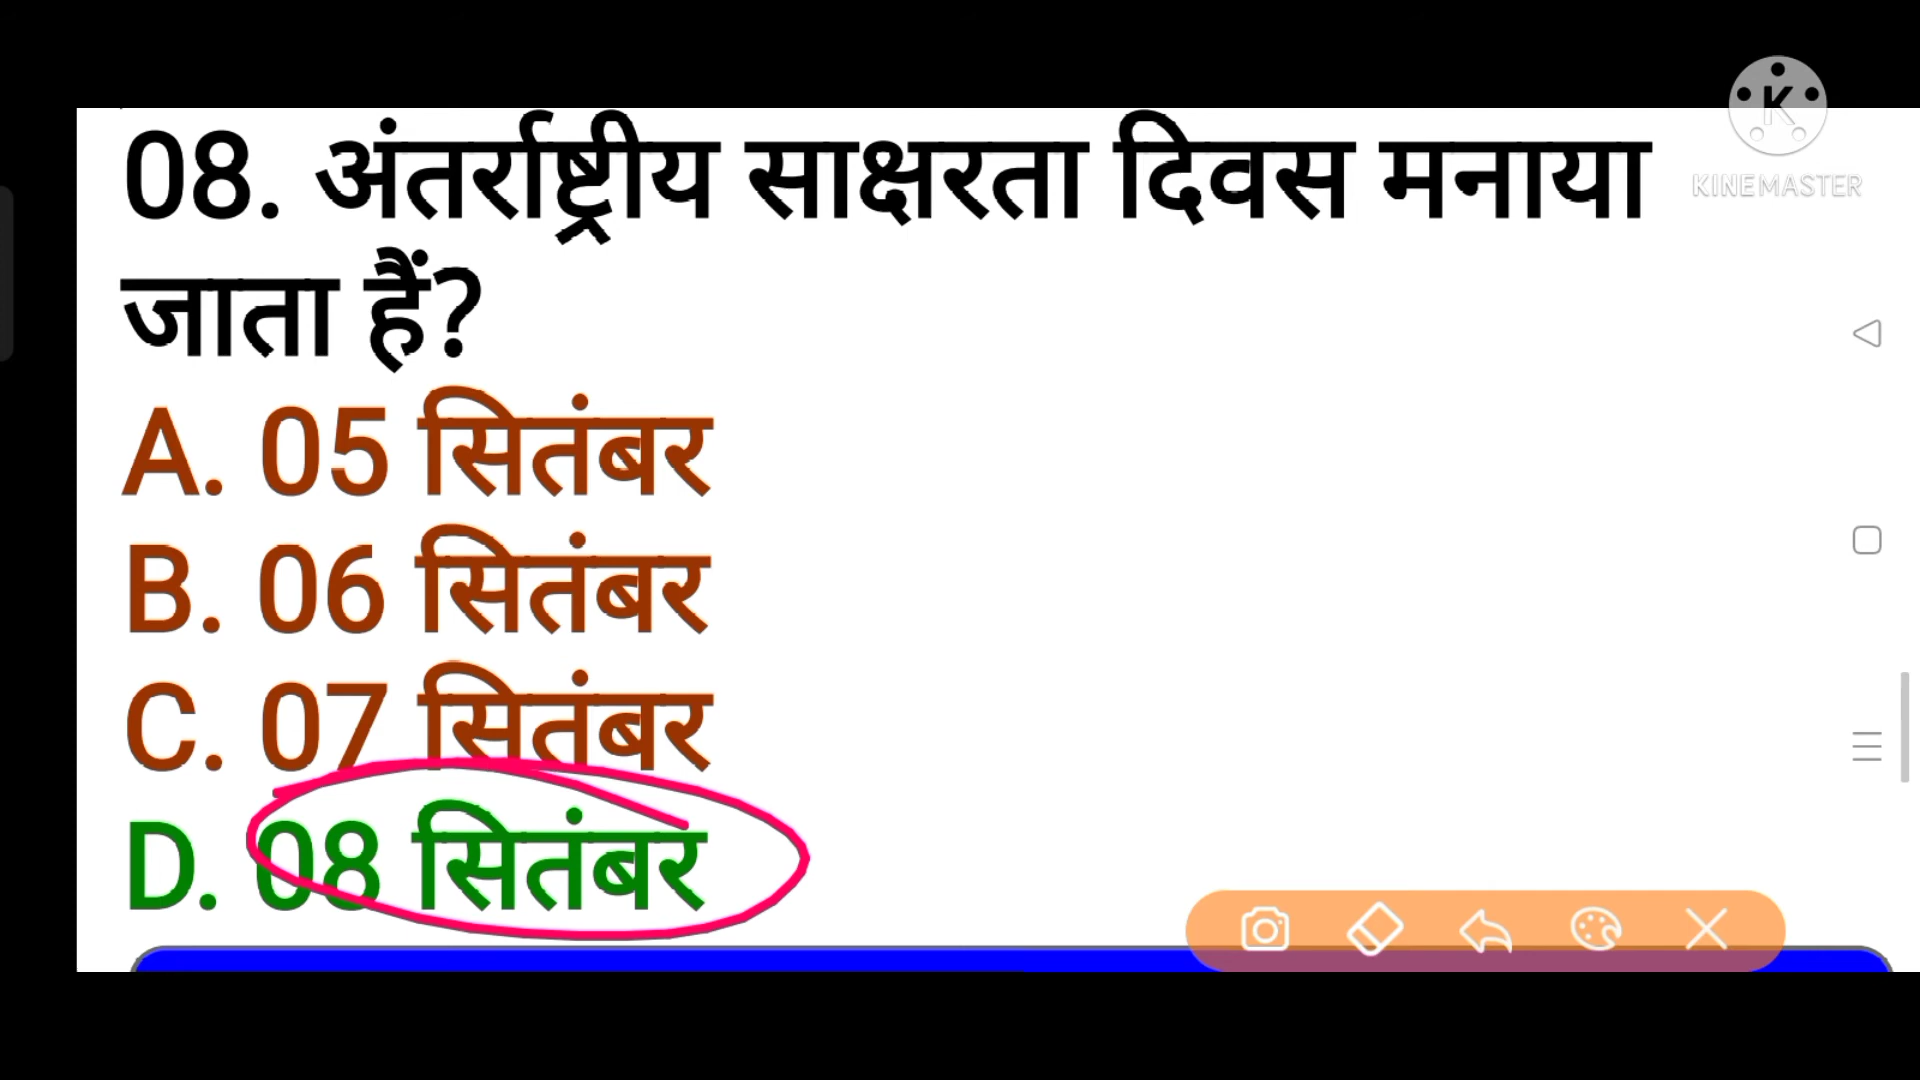 08. अंतर्राष्ट्रीय साक्षरता दिवस मनाया
जाता हैं?
A. 05 सितंबर
B. 06 सितंबर
C. 07 सितंबर
D. 08 सितंबर
K
KINEMASTER